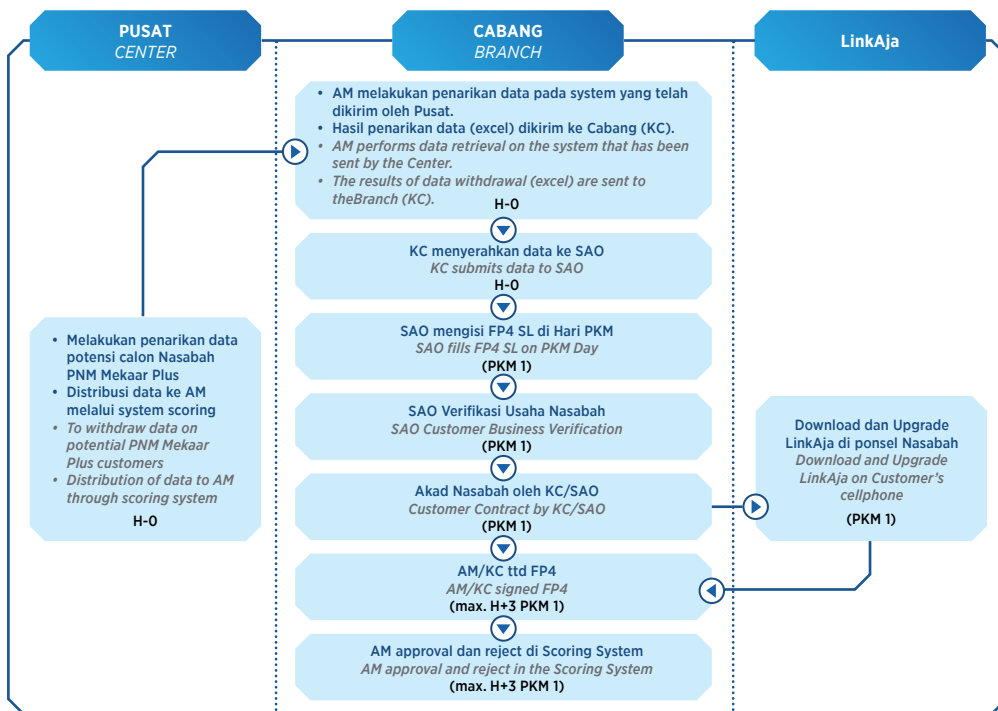 PUSAT
CENTER
CABANG
BRANCH
LinkAja
• Melakukan penarikan data
potensi calon Nasabah
PNM Mekaar Plus
• Distribusi data ke AM
melalui system scoring
• To withdraw data on
potential PNM Mekaar
Plus customers
• Distribution of data to AM
through scoring system
H-0
• AM melakukan penarikan data pada system yang telah
dikirim oleh Pusat.
• Hasil penarikan data (excel) dikirim ke Cabang (KC).
• AM performs data retrieval on the system that has been
sent by the Center.
• The results of data withdrawal (excel) are sent to
theBranch (KC).
H-0
KC menyerahkan data ke SAO
KC submits data to SAO
H-0
SAO mengisi FP4 SL di Hari PKM
SAO fills FP4 SL on PKM Day
(PKM 1)
SAO Verifikasi Usaha Nasabah
SAO Customer Business Verification
(PKM 1)
Akad Nasabah oleh KC/SAO
Customer Contract by KC/SAO
(PKM 1)
Download dan Upgrade
LinkAja di ponsel Nasabah
Download and Upgrade
LinkAja on Customer's
cellphone
(PKM 1)
AM/KC ttd FP4
AM/KC signed FP4
(max. H+3 PKM 1)
AM approval dan reject di Scoring System
AM approval and reject in the Scoring System
(max. H+3 PKM 1)